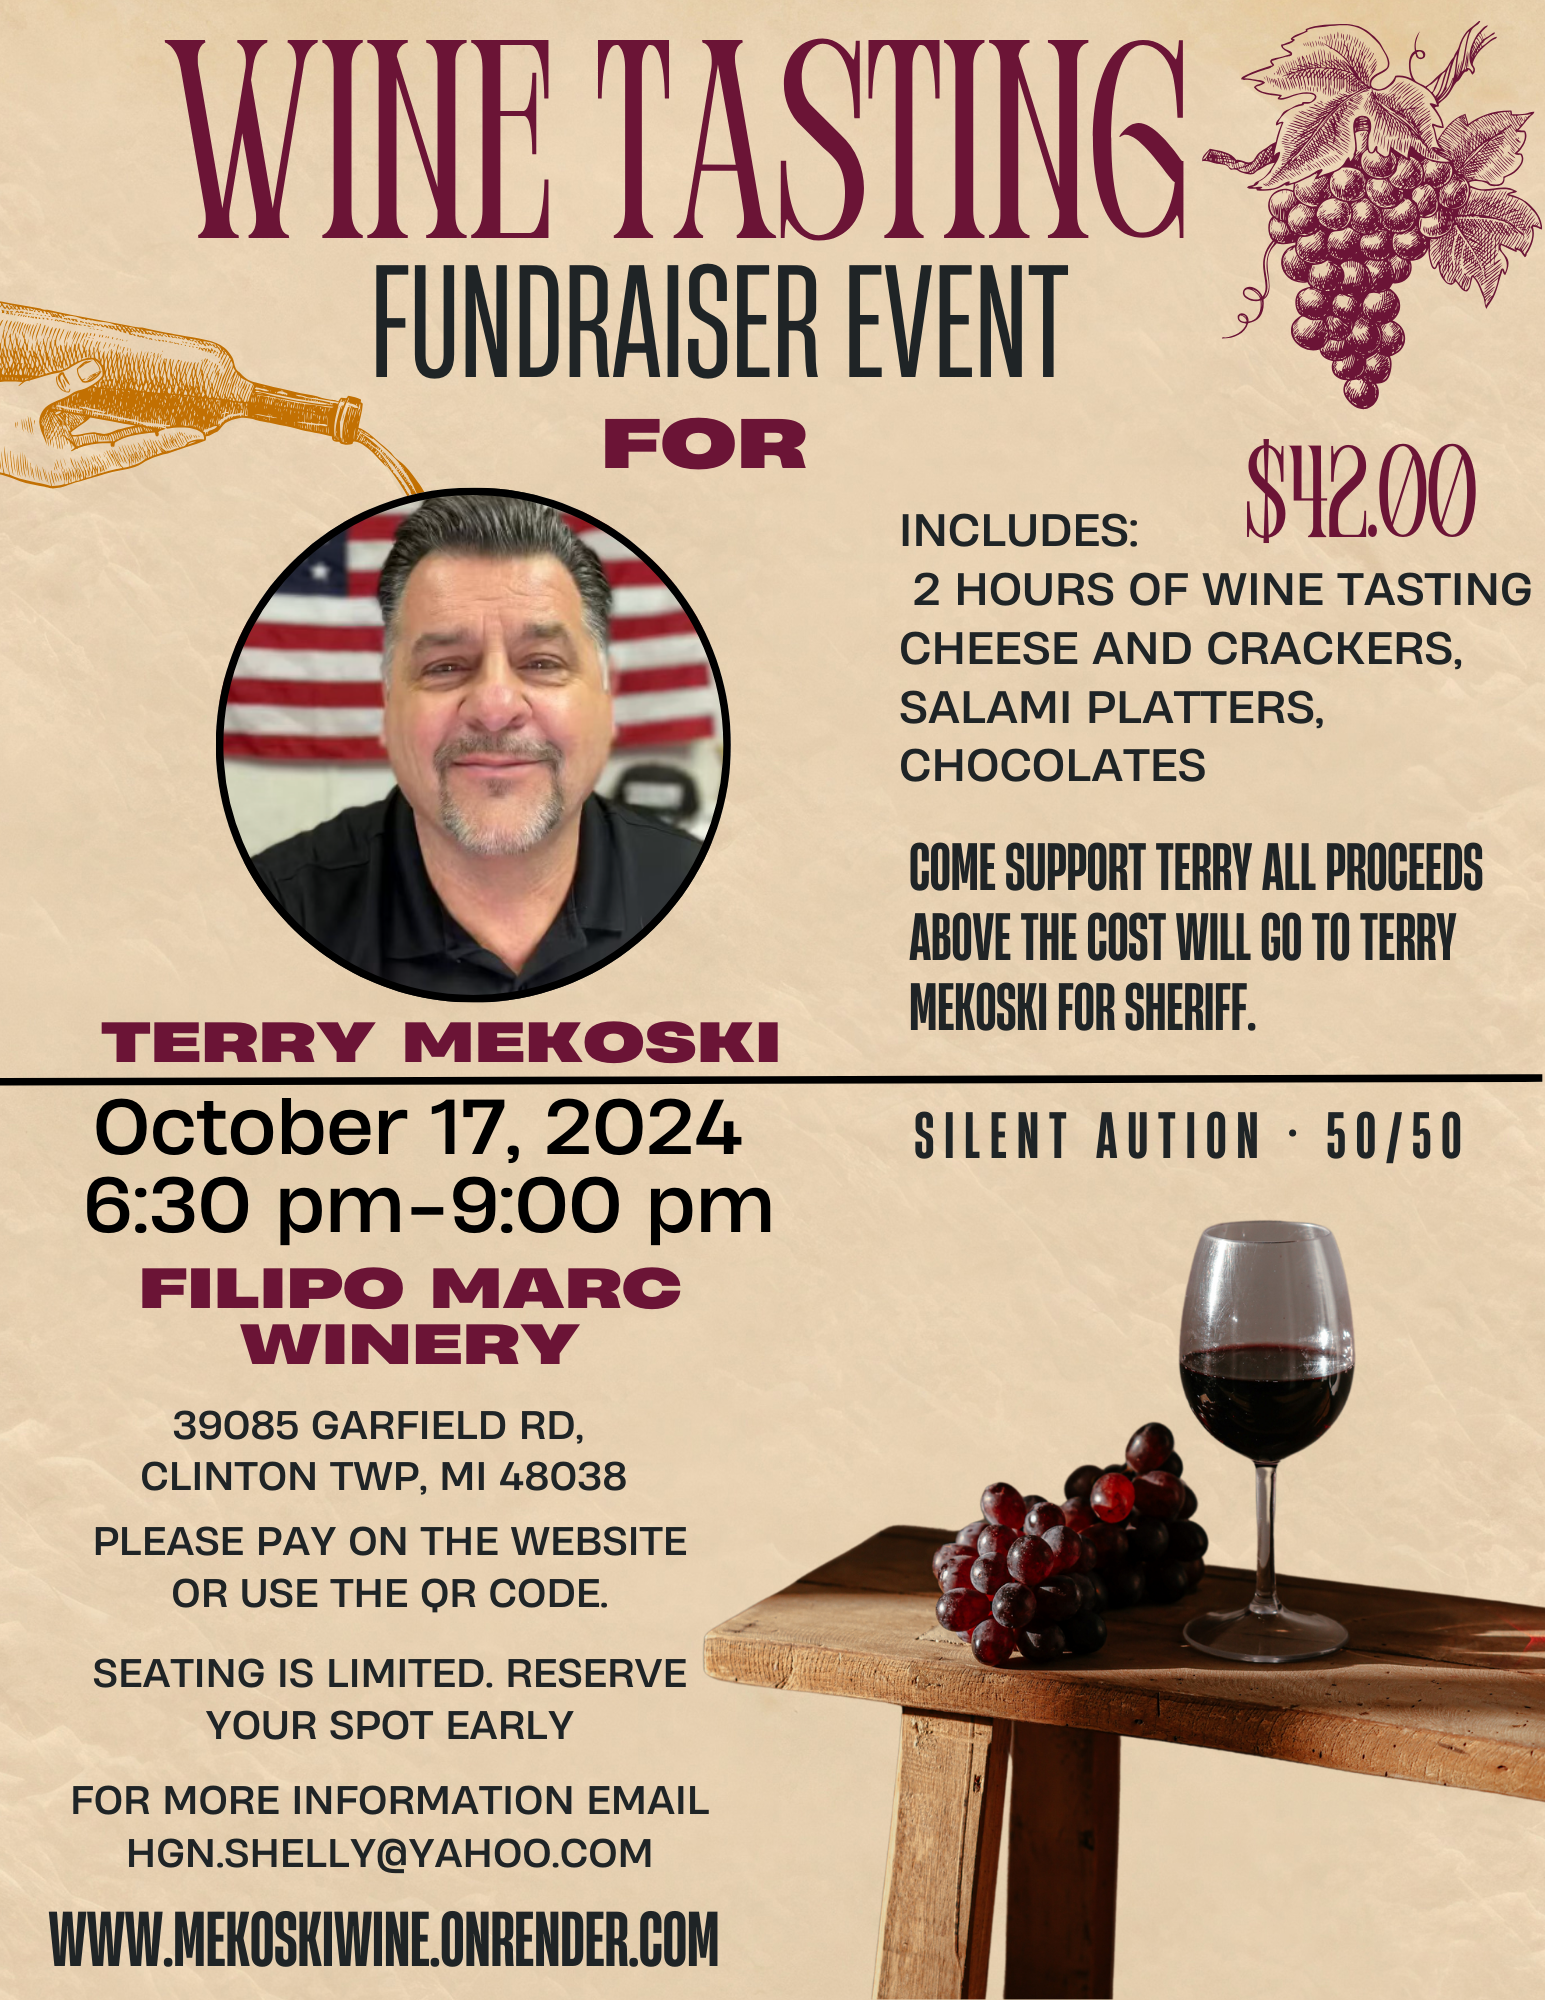 WINE TASTING
FUNDRAISER EVENT
FOR
$42.00
INCLUDES:
2 HOURS OF WINE TASTING
CHEESE AND CRACKERS,
SALAMI PLATTERS,
CHOCOLATES
COME SUPPORT TERRY ALL PROCEEDS
ABOVE THE COST WILL GO TO TERRY
MEKOSKI FOR SHERIFF.
TERRY MEKOSKI
October 17, 2024
6:30 pm-9:00 pm
SILENT AUTION · 50/50
FILIPO MARC
WINERY
39085 GARFIELD RD,
CLINTON TWP, MI 48038
PLEASE PAY ON THE WEBSITE
OR USE THE QR CODE.
SEATING IS LIMITED. RESERVE
YOUR SPOT EARLY
FOR MORE INFORMATION EMAIL
HGN.SHELLY@YAHOO.COM
WWW.MEKOSKIWINE.ONRENDER.COM